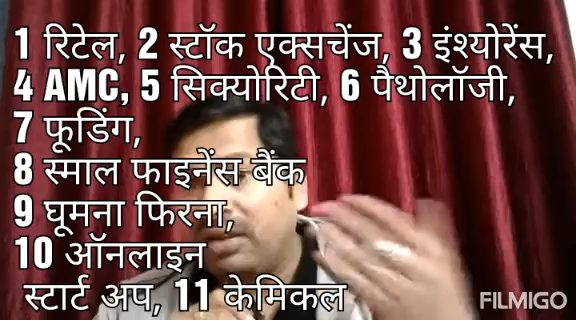 1 रिटेल, 2 स्टॉक एक्सचेंज, 3 इंश्योरेंस,
4 AMC, 5 सिक्योरिटी, 6 पैथोलॉजी,
7 फूडिंग,
8 स्माल फाइनेंस बैंक
9 घूमना फिरना,
10 ऑनलाइन
स्टार्ट अप, 11 केमिकल
FILMIGO